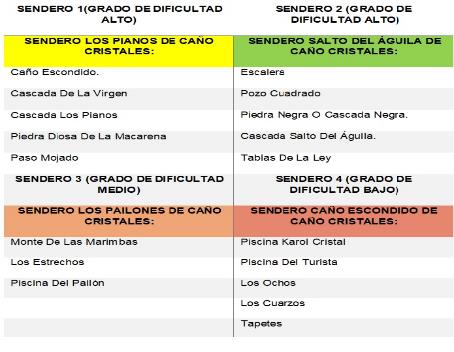 SENDERO 1(GRADO DE DIFICULTAD
ALTO)
SENDERO 2 (GRADO DE
DIFICULTAD ALTO)
SENDERO LOS PIANOS DE CAÑO
CRISTALES:
SENDERO SALTO DEL ÁGUILA DE
CAÑO CRISTALES:
Caño Escondido.
Escalera
Cascada De La Virgen
Pozo Cuadrado
Cascada Los Pianos
Piedra Negra O Cascada Negra.
Piedra Diosa De La Macarena
Cascada Salto Del Águila.
Paso Mojado
Tablas De La Ley
SENDERO 3 (GRADO DE DIFICULTAD
MEDIO)
SENDERO 4 (GRADO DE
DIFICULTAD BAJO)
SENDERO LOS PAILONES DE CAÑO
CRISTALES:
SENDERO CAÑO ESCONDIDO DE
CAÑO CRISTALES:
Monte De Las Marimbas
Piscina Karol Cristal
Los Estrechos
Piscina Del Turista
Piscina Del Pailón
Los Ochos
Los Cuarzos
Tapetes